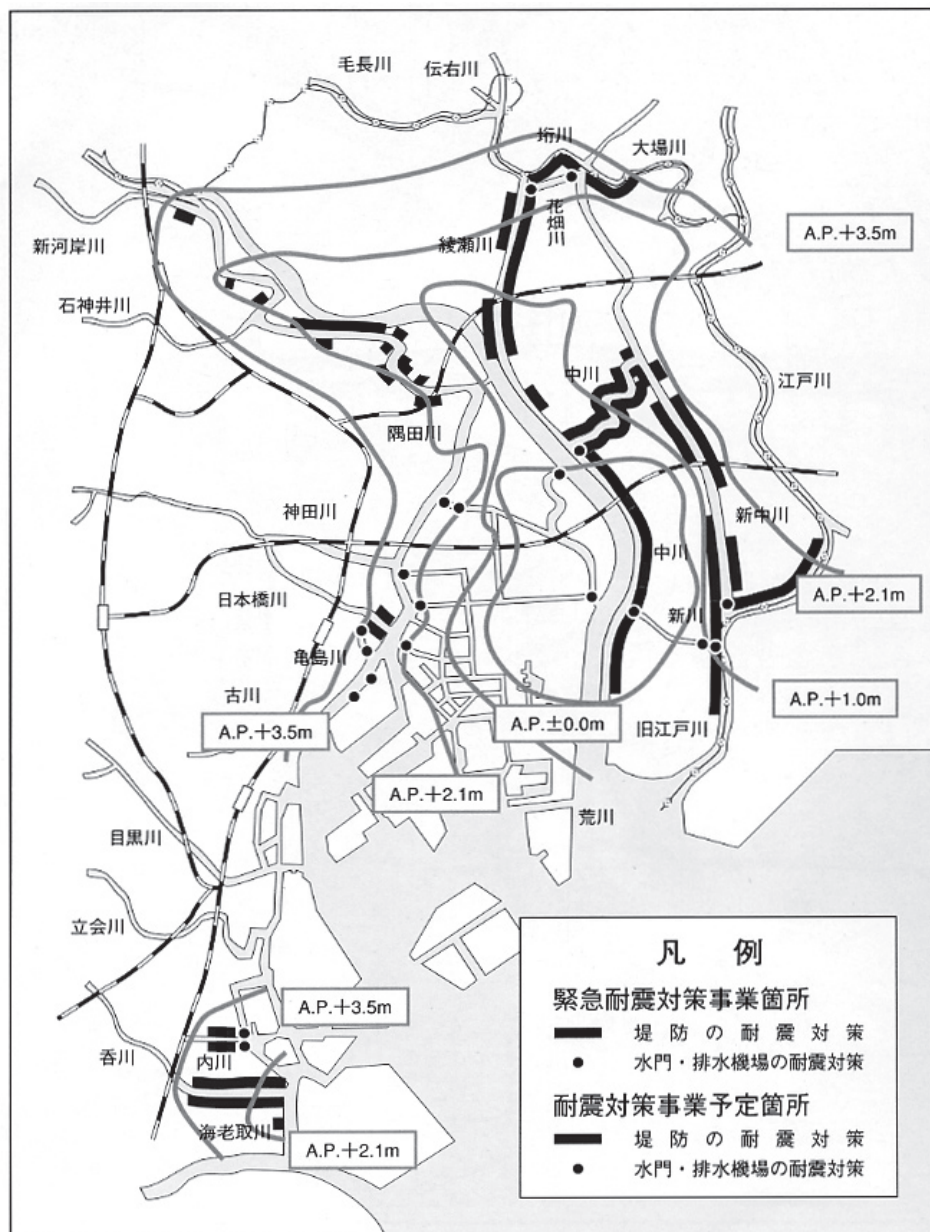 毛長川
伝右川
垳川
大場川
花畑川
綾瀬川
A.P.+3.5m
新河岸川
石神井川
中川
江戸川
隅田川
神田川
新中川
中川
日本橋川
A.P.+2.1m
新川
亀島川
古川
A.P.+1.0m
A.P.+3.5m
A.P.±0.0m
旧江戸川
A.P.+2.1m
荒川
目黒川
立会川
凡 例
緊急耐震対策事業箇所
堤防の耐震対策
水門・排水機場の耐震対策
耐震対策事業予定箇所
堤防の耐震対策
水門・排水機場の耐震対策
A.P.+3.5m
呑川
内川
海老取川
A.P.+2.1m